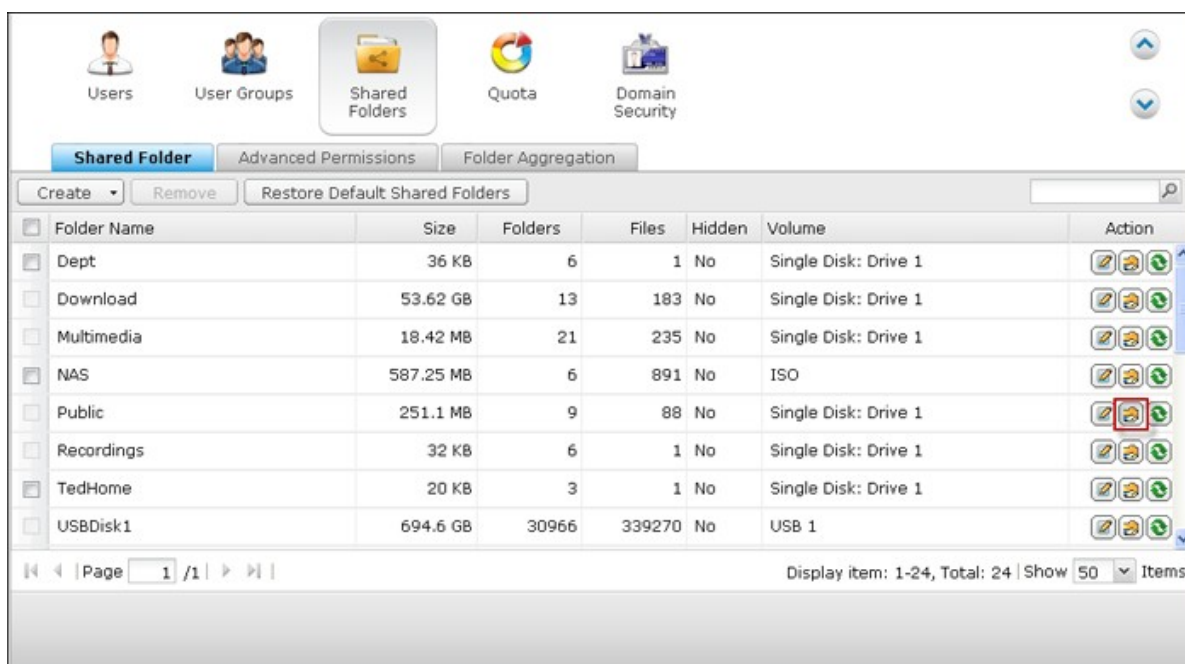 Users
User Groups
Shared
Folders
Quota
Domain
Security
Shared Folder
Advanced Permissions
Folder Aggregation
Create
Remove
Restore Default Shared Folders
Folder Name Size Folders Files Hidden Volume Action
Dept 36 KB 6 1 No Single Disk: Drive 1
Download 53.62 GB 13 183 No Single Disk: Drive 1
Multimedia 18.42 MB 21 235 No Single Disk: Drive 1
NAS 587.25 MB 6 891 No ISO
Public 251.1 MB 9 88 No Single Disk: Drive 1
Recordings 32 KB 6 1 No Single Disk: Drive 1
TedHome 20 KB 3 1 No Single Disk: Drive 1
USBDisk1 694.6 GB 30966 339270 No USB 1
Page 1 /1 Display item: 1-24, Total: 24 | Show 50 Items